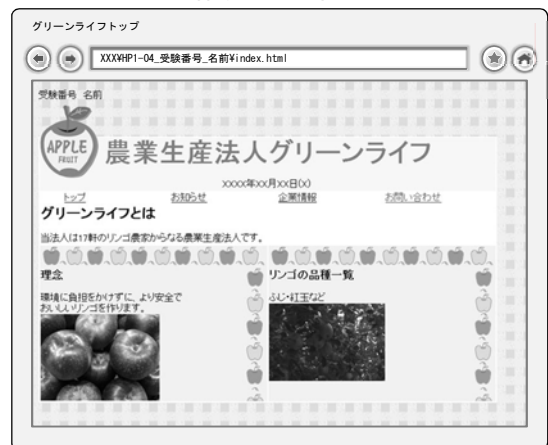 グリーンライフトップ
XXX¥HP1-04_受験番号_名前¥index.html
受験番号 名前
APPLE
FRUIT
農業生産法人グリーンライフ
xxxx年xx月xx日(x)
トップ お知らせ 企業情報 お問い合わせ
グリーンライフとは
当法人は17軒のリンゴ農家からなる農業生産法人です。
理念 リンゴの品種一覧
環境に負担をかけずに、より安全で ふじ・紅玉など
おいしいリンゴを作ります。